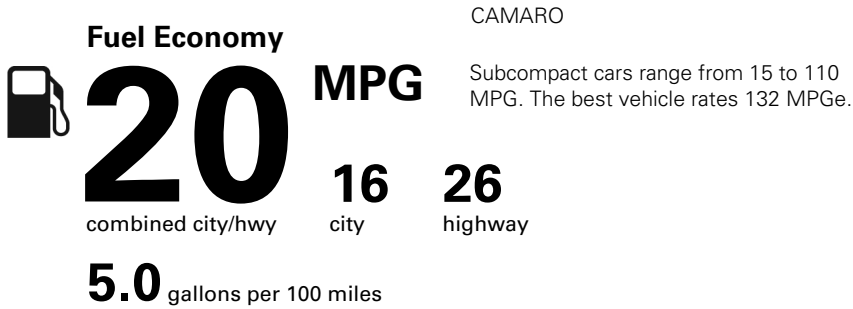 Fuel Economy
20 MPG
combined city/hwy
16
city
26
highway
5.0 gallons per 100 miles
CAMARO
Subcompact cars range from 15 to 110
MPG. The best vehicle rates 132 MPGe.